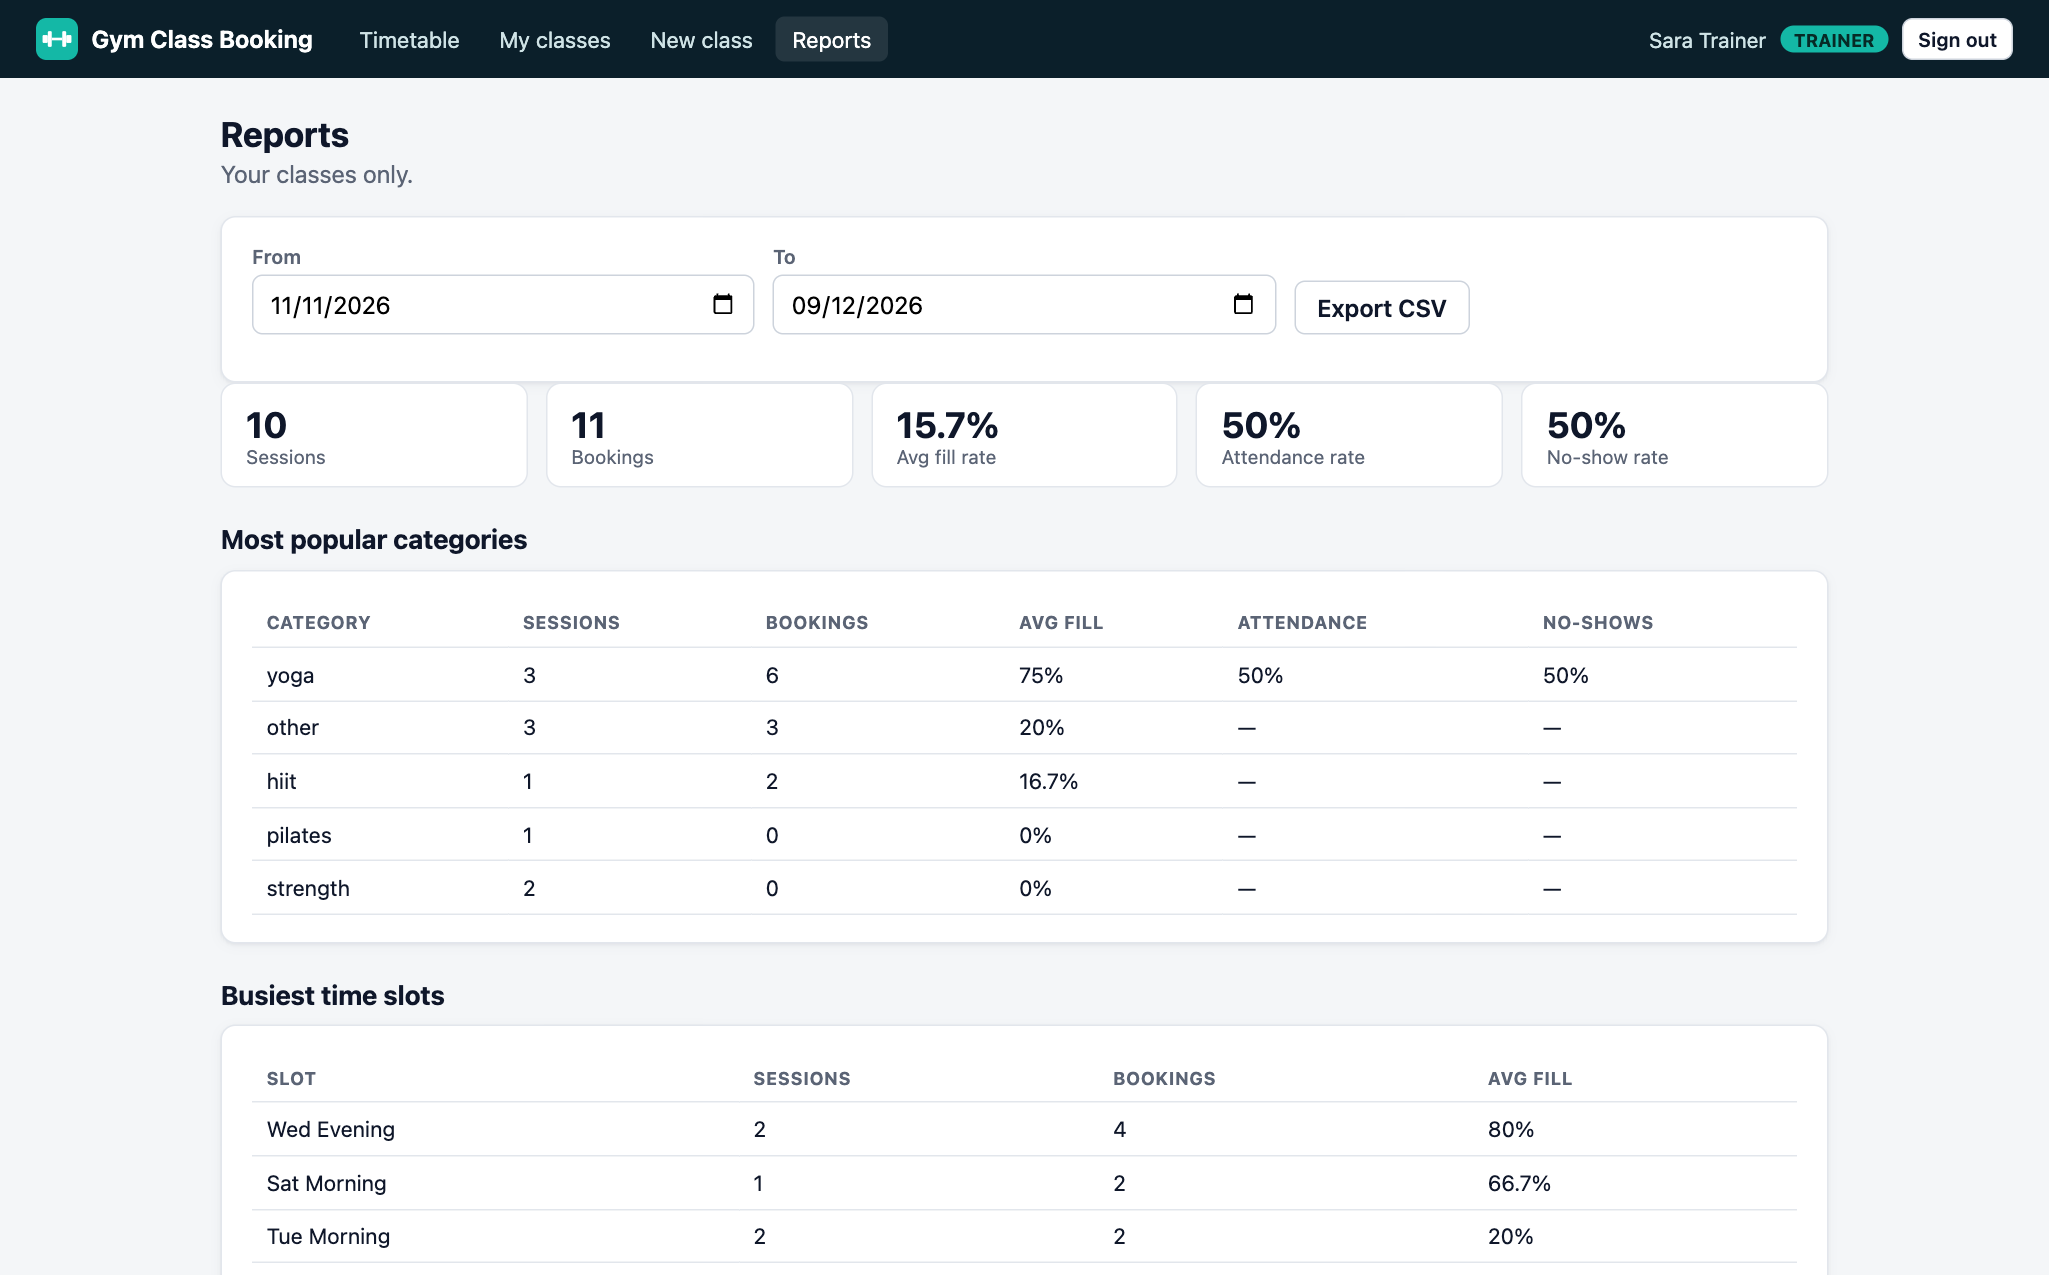 Gym Class Booking Timetable My classes New class Reports Sara Trainer TRAINER Sign out
Reports
Your classes only.
From To
11/11/2026 09/12/2026 Export CSV
10 11 15.7% 50% 50%
Sessions Bookings Avg fill rate Attendance rate No-show rate
Most popular categories
CATEGORY SESSIONS BOOKINGS AVG FILL ATTENDANCE NO-SHOWS
yoga 3 6 75% 50% 50%
other 3 3 20% — —
hiit 1 2 16.7% — —
pilates 1 0 0% — —
strength 2 0 0% — —
Busiest time slots
SLOT SESSIONS BOOKINGS AVG FILL
Wed Evening 2 4 80%
Sat Morning 1 2 66.7%
Tue Morning 2 2 20%